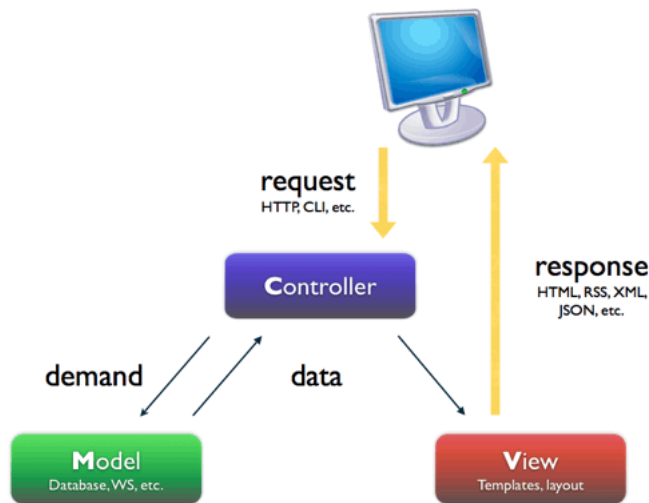 request
HTTP, CLI, etc.
Controller
response
HTML, RSS, XML,
JSON, etc.
demand
data
Model
Database, WS, etc.
View
Templates, layout